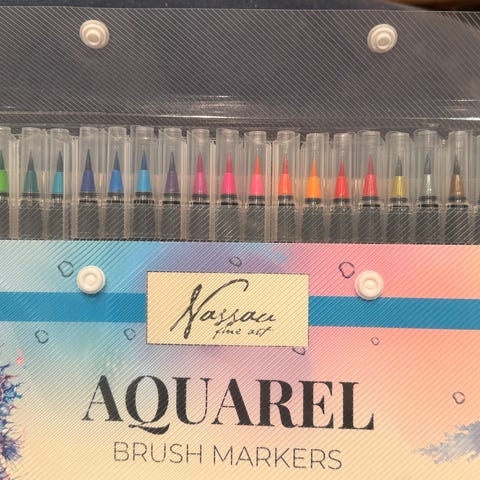 Nassau
fine art
AQUAREL
BRUSH MARKERS